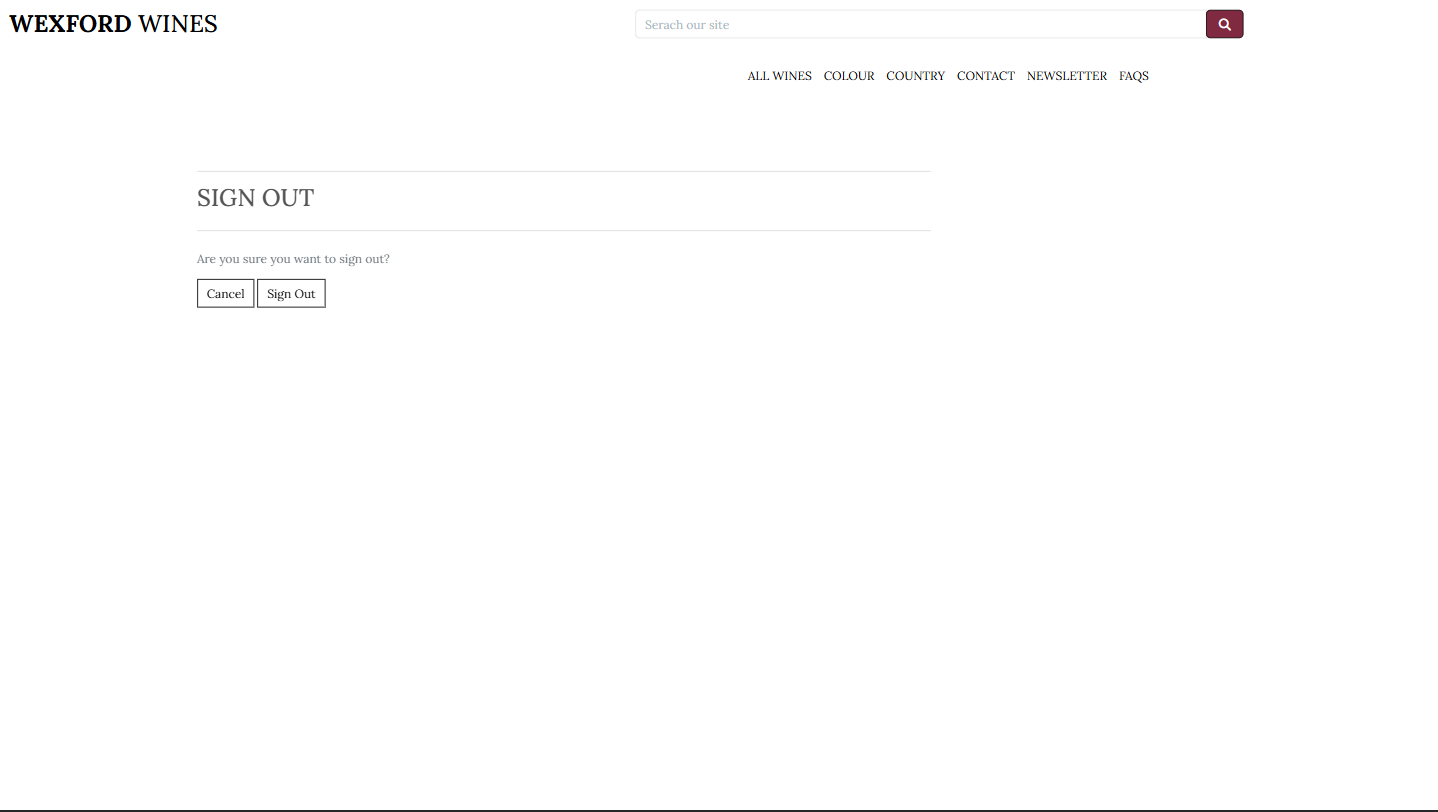 WEXFORD WINES
Serach our site
ALL WINES COLOUR COUNTRY CONTACT NEWSLETTER FAQS
SIGN OUT
Are you sure you want to sign out?
Cancel Sign Out